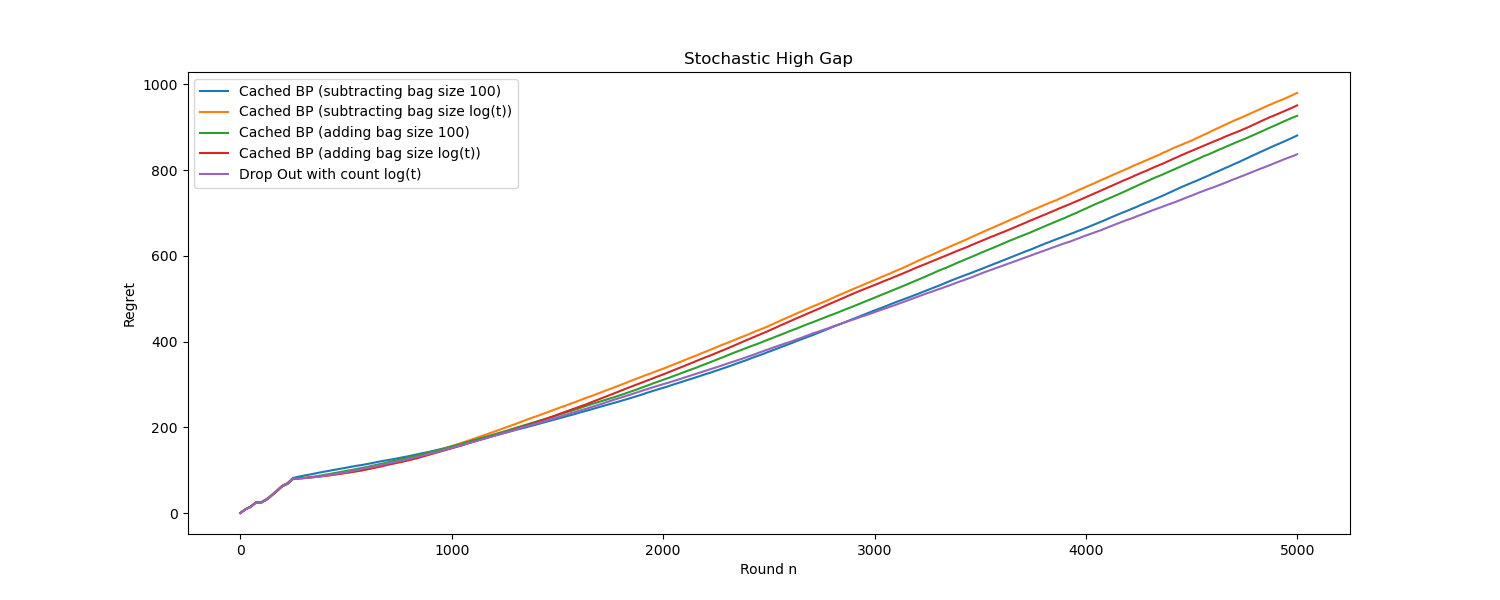 Stochastic High Gap
Cached BP (subtracting bag size 100)
Cached BP (subtracting bag size log(t))
Cached BP (adding bag size 100)
Cached BP (adding bag size log(t))
Drop Out with count log(t)
1000
800
600
400
200
0
Regret
0 1000 2000 3000 4000 5000
Round n